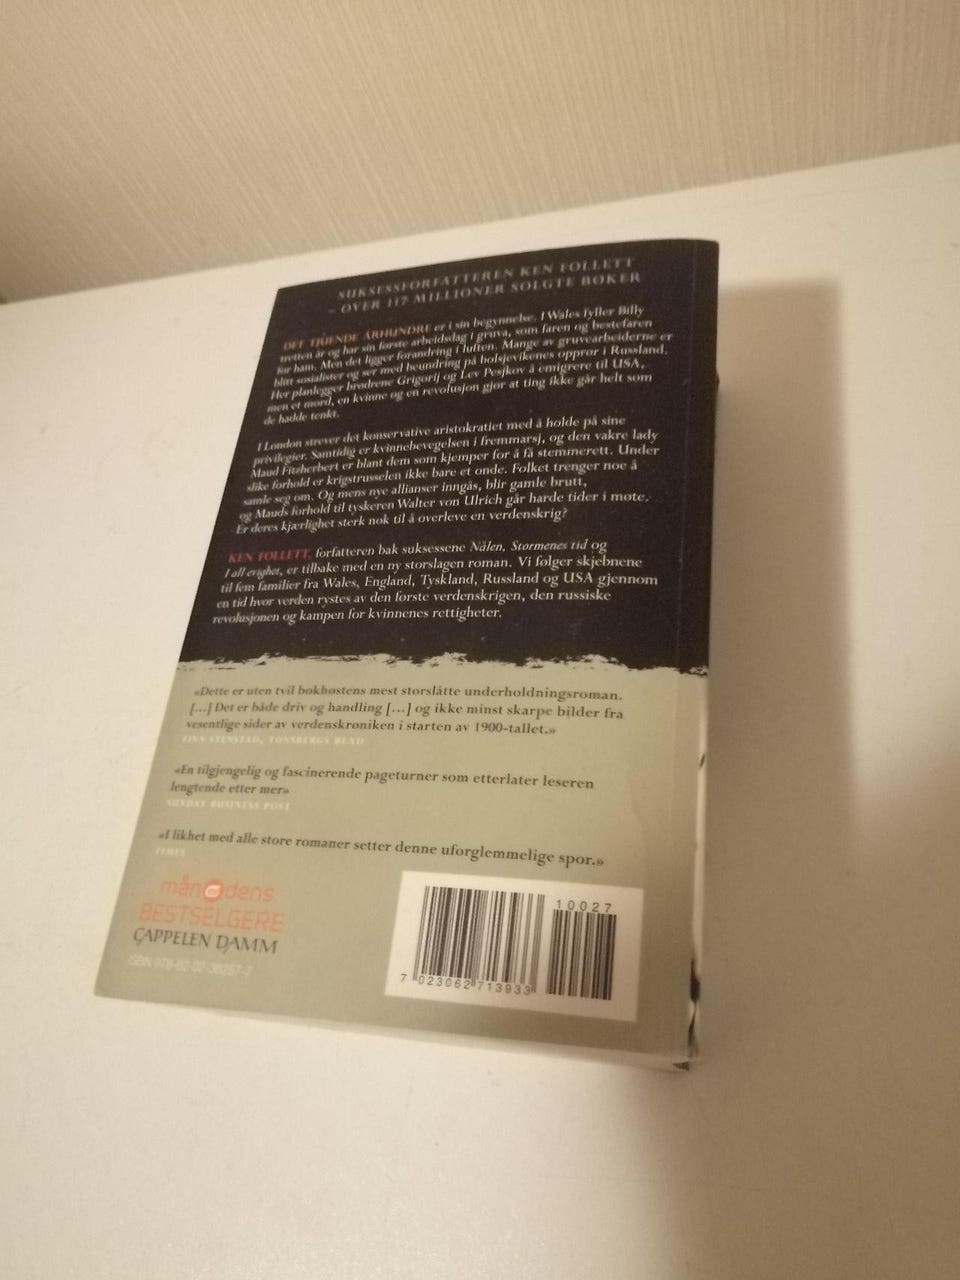 SUKSESSFORFATTEREN KEN FOLLETT
– OVER 117 MILLIONER SOLGTE BØKER
DET TJUENDE ÅRHUNDRE er i sin begynnelse. I Wales fyller Billy
tretten år og har sin første arbeidsdag i gruva, som faren og bestefaren
før ham. Men det ligger forandring i luften. Mange av gruvearbeiderne er
blitt sosialister og ser med beundring på bolsjevikenes opprør i Russland.
Her planlegger brødrene Grigorij og Lev Pesjkov å emigrere til USA,
men et mord, en kvinne og en revolusjon gjør at ting ikke går helt som
de hadde tenkt.
I London strever det konservative aristokratiet med å holde på sine
privilegier. Samtidig er kvinnebevegelsen i fremmarsj, og den vakre lady
Maud Fitzherbert er blant dem som kjemper for å få stemmerett. Under
slike forhold er krigstrusselen ikke bare et onde. Folket trenger noe å
samle seg om. Og mens nye allianser inngås, blir gamle brutt,
og Mauds forhold til tyskeren Walter von Ulrich går harde tider i møte.
Er deres kjærlighet sterk nok til å overleve en verdenskrig?
KEN FOLLETT, forfatteren bak suksessene Nålen, Stormenes tid og
I all evighet, er tilbake med en ny storslagen roman. Vi følger skjebnene
til fem familier fra Wales, England, Tyskland, Russland og USA gjennom
en tid hvor verden rystes av den første verdenskrigen, den russiske
revolusjonen og kampen for kvinnenes rettigheter.
«Dette er uten tvil bokhøstens mest storslåtte underholdningsroman.
[...] Det er både driv og handling [...] og ikke minst skarpe bilder fra
vesentlige sider av verdenskrøniken i starten av 1900-tallet.»
FINN STENSTAD, TØNSBERGS BLAD
«En tilgjengelig og fascinerende pageturner som etterlater leseren
lengtende etter mer»
SUNDAY BUSINESS POST
«I likhet med alle store romaner setter denne uforglemmelige spor.»
TIMES
månedens
BESTSELGERE
CAPPELEN DAMM
ISBN 978-82-02-38257-7
10027
7 023062 713933